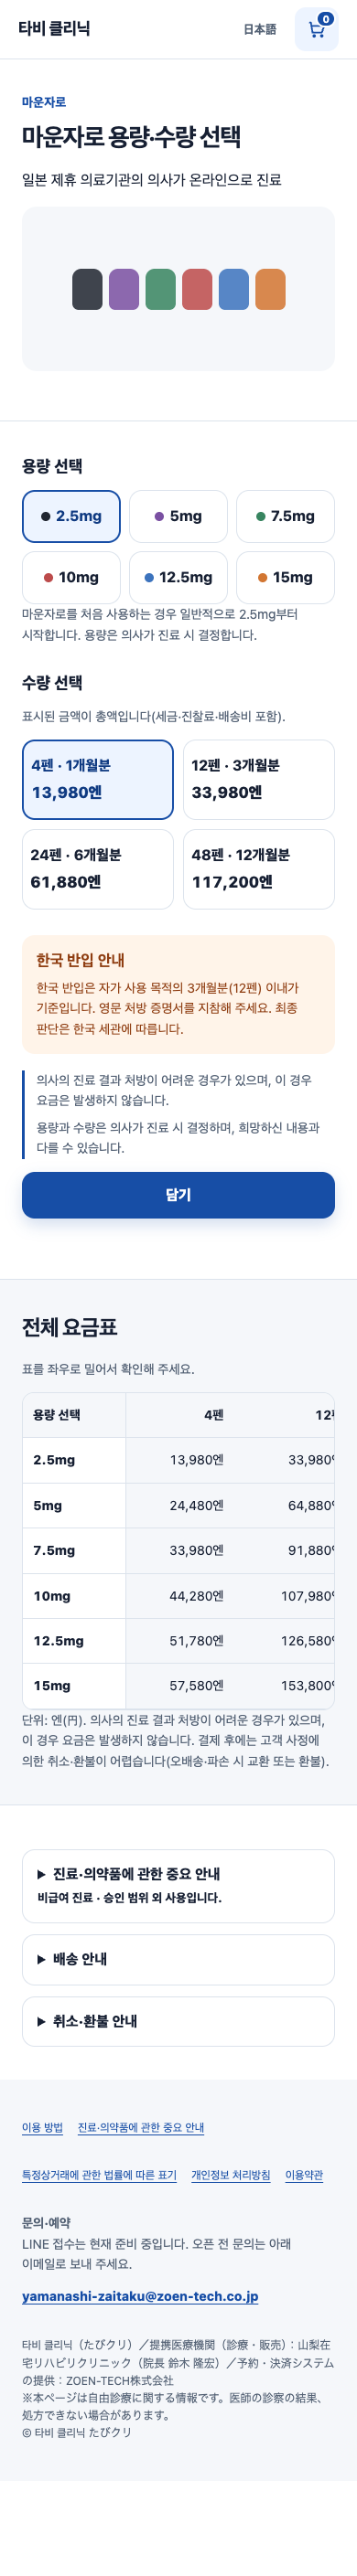 타비 클리닉
日本語
0
마운자로
마운자로 용량·수량 선택
일본 제휴 의료기관의 의사가 온라인으로 진료
용량 선택
2.5mg
5mg
7.5mg
10mg
12.5mg
15mg
마운자로를 처음 사용하는 경우 일반적으로 2.5mg부터
시작합니다. 용량은 의사가 진료 시 결정합니다.
수량 선택
표시된 금액이 총액입니다(세금·진찰료·배송비 포함).
4펜 · 1개월분
13,980엔
12펜 · 3개월분
33,980엔
24펜 · 6개월분
61,880엔
48펜 · 12개월분
117,200엔
한국 반입 안내
한국 반입은 자가 사용 목적의 3개월분(12펜) 이내가
기준입니다. 영문 처방 증명서를 지참해 주세요. 최종
판단은 한국 세관에 따릅니다.
의사의 진료 결과 처방이 어려운 경우가 있으며, 이 경우
요금은 발생하지 않습니다.
용량과 수량은 의사가 진료 시 결정하며, 희망하신 내용과
다를 수 있습니다.
담기
전체 요금표
표를 좌우로 밀어서 확인해 주세요.
용량 선택 4펜 12
2.5mg 13,980엔 33,980
5mg 24,480엔 64,880
7.5mg 33,980엔 91,880
10mg 44,280엔 107,980
12.5mg 51,780엔 126,580
15mg 57,580엔 153,800
단위: 엔(円). 의사의 진료 결과 처방이 어려운 경우가 있으며,
이 경우 요금은 발생하지 않습니다. 결제 후에는 고객 사정에
의한 취소·환불이 어렵습니다(오배송·파손 시 교환 또는 환불).
▶ 진료·의약품에 관한 중요 안내
비급여 진료 · 승인 범위 외 사용입니다.
▶ 배송 안내
▶ 취소·환불 안내
이용 방법 진료·의약품에 관한 중요 안내
특정상거래에 관한 법률에 따른 표기 개인정보 처리방침 이용약관
문의·예약
LINE 접수는 현재 준비 중입니다. 오픈 전 문의는 아래
이메일로 보내 주세요.
yamanashi-zaitaku@zoen-tech.co.jp
타비 클리닉（たびクリ）／提携医療機関（診療・販売）：山梨在
宅リハビリクリニック（院長 鈴木 隆宏）／予約・決済システム
の提供：ZOEN-TECH株式会社
※本ページは自由診療に関する情報です。医師の診察の結果、
処方できない場合があります。
© 타비 클리닉 たびクリ